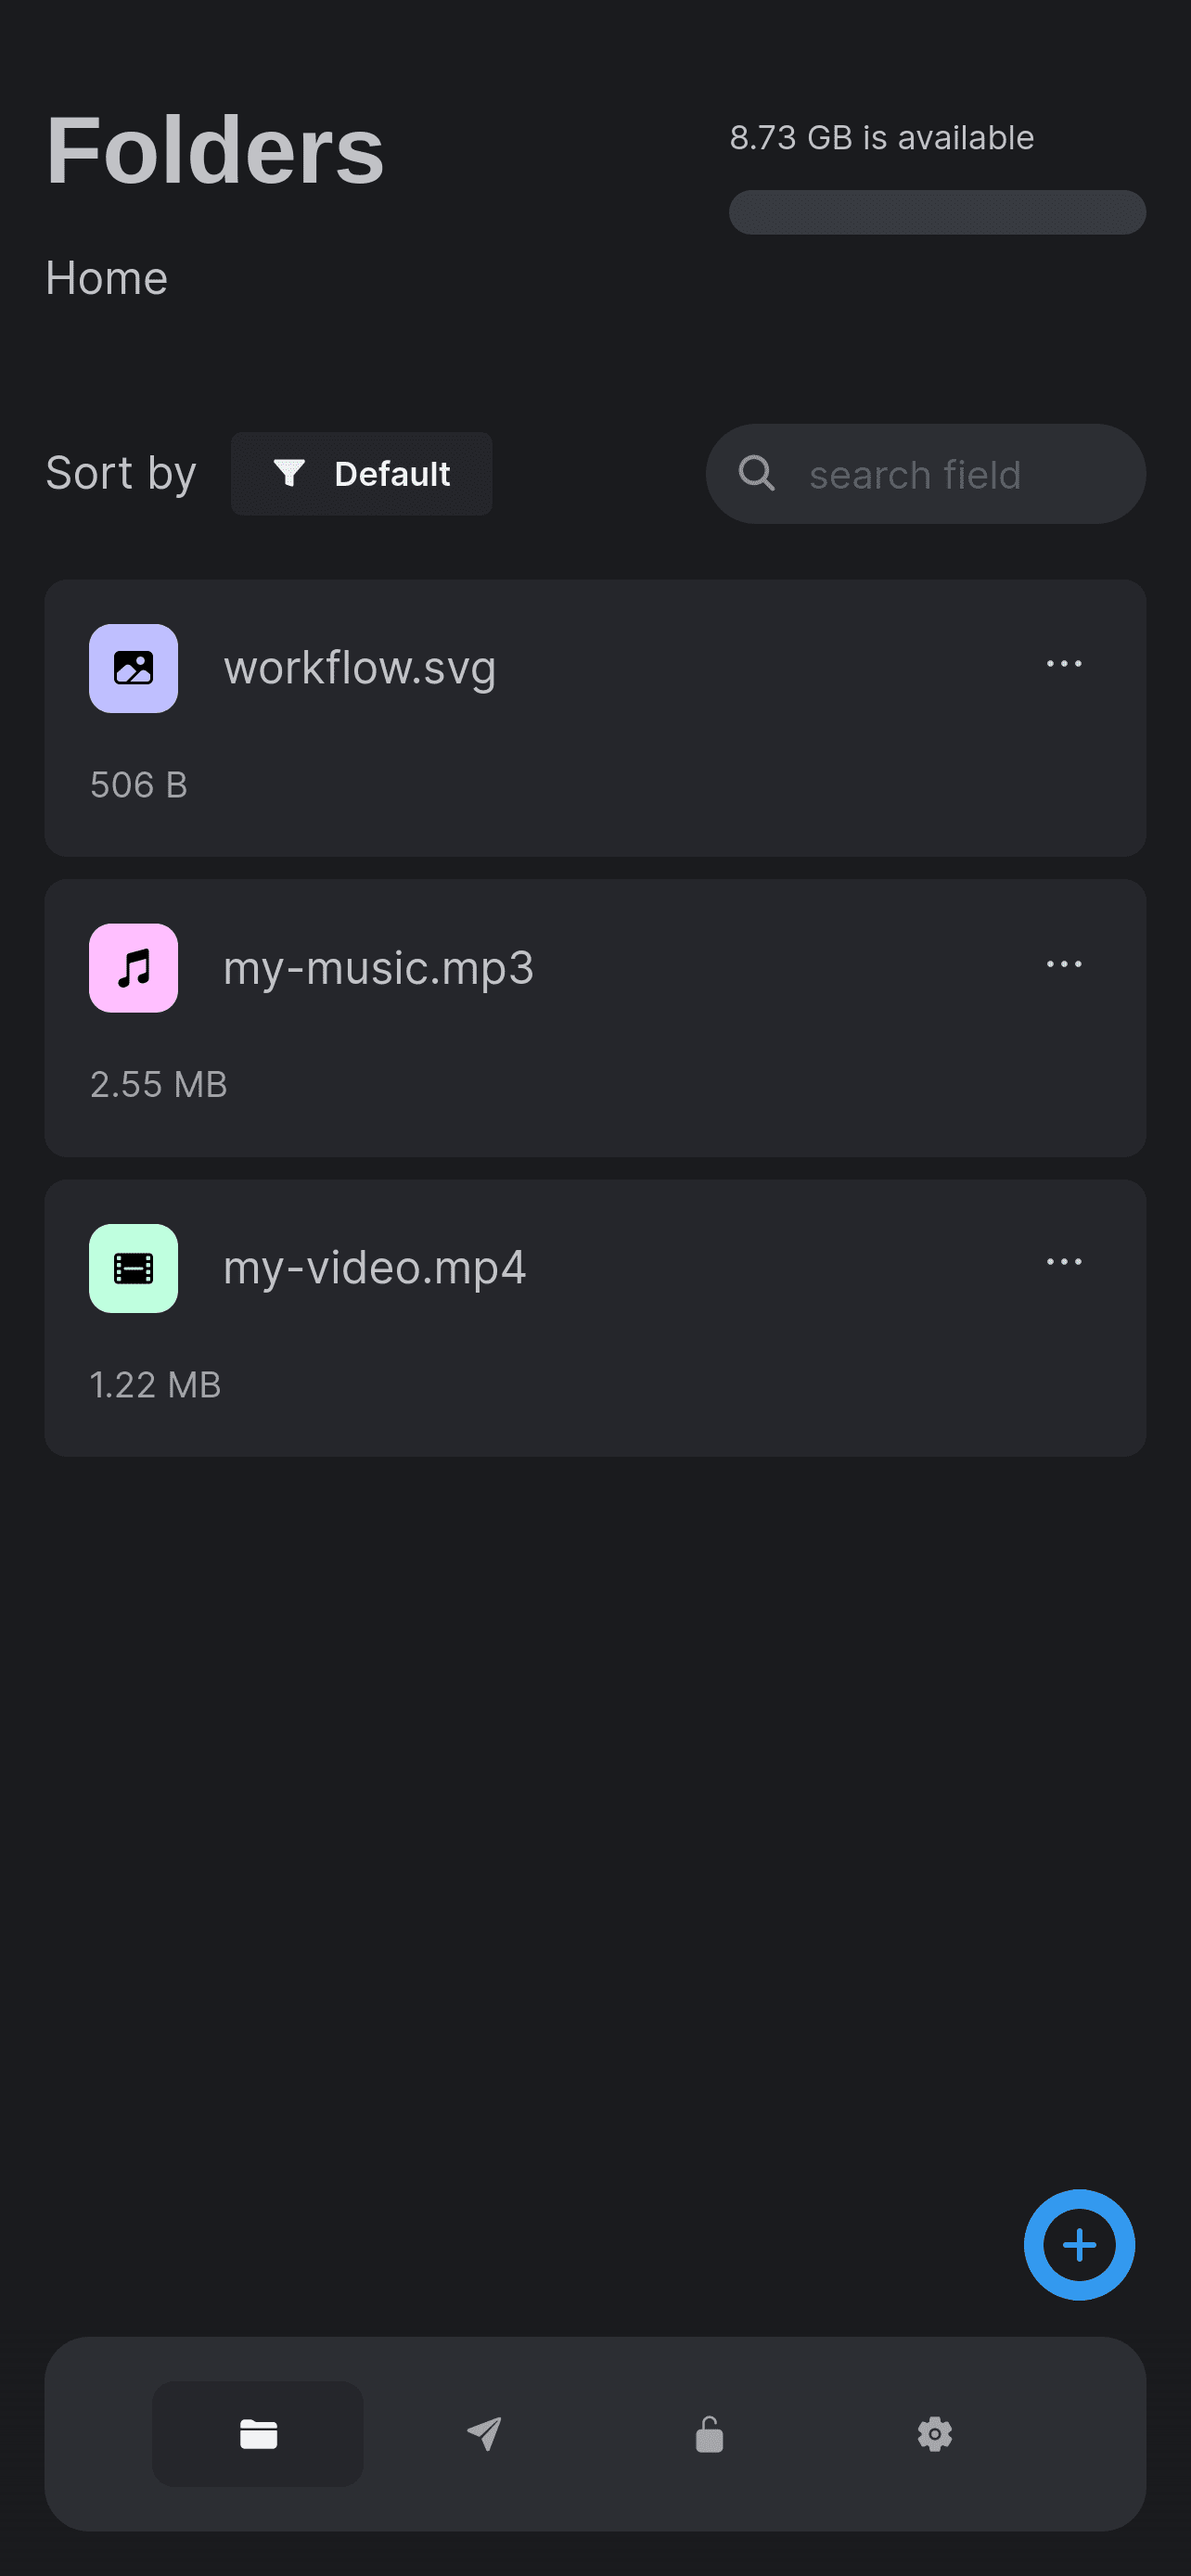 Folders
8.73 GB is available
Home
Sort by
Default
search field
workflow.svg
506 B
my-music.mp3
2.55 MB
my-video.mp4
1.22 MB